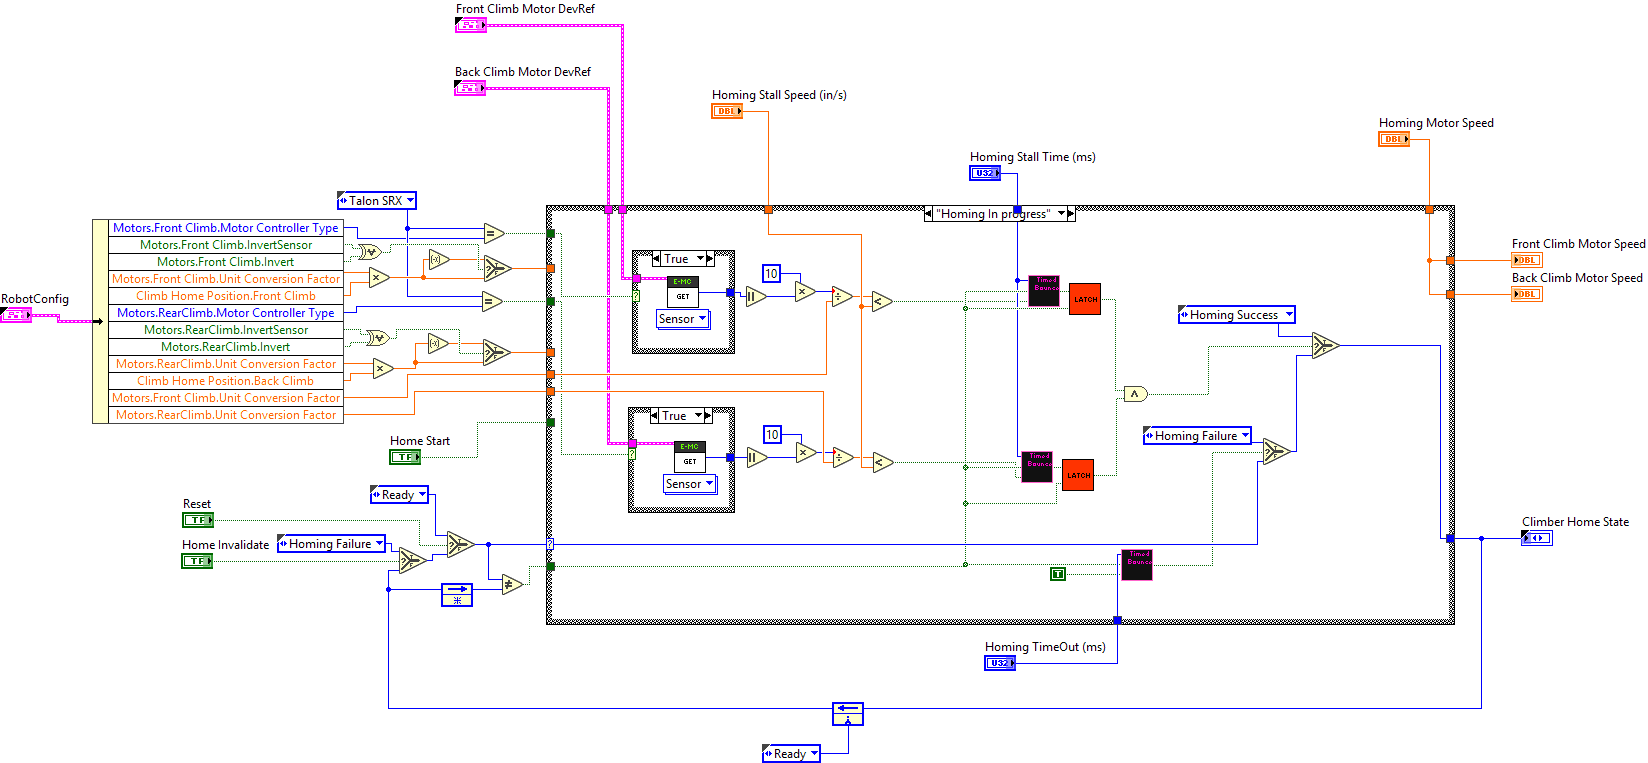 Front Climb Motor DevRef
Back Climb Motor DevRef
Homing Stall Speed (in/s)
DBL
Homing Motor Speed
DBL
Homing Stall Time (ms)
U32
Talon SRX
"Homing In progress"
Motors.Front Climb.Motor Controller Type
Motors.Front Climb.InvertSensor
Motors.Front Climb.Invert
Motors.Front Climb.Unit Conversion Factor
Climb Home Position.Front Climb
Motors.RearClimb.Motor Controller Type
Motors.RearClimb.InvertSensor
Motors.RearClimb.Invert
Motors.RearClimb.Unit Conversion Factor
Climb Home Position.Back Climb
Motors.Front Climb.Unit Conversion Factor
Motors.RearClimb.Unit Conversion Factor
RobotConfig
True
E-MC
GET
Sensor
10
Timed
Bounce
LATCH
Front Climb Motor Speed
DBL
Back Climb Motor Speed
DBL
Homing Success
True
E-MC
GET
Sensor
10
Timed
Bounce
LATCH
Homing Failure
Home Start
TF
Ready
Reset
TF
Home Invalidate
TF
Homing Failure
T
Timed
Bounce
Climber Home State
Homing TimeOut (ms)
U32
Ready